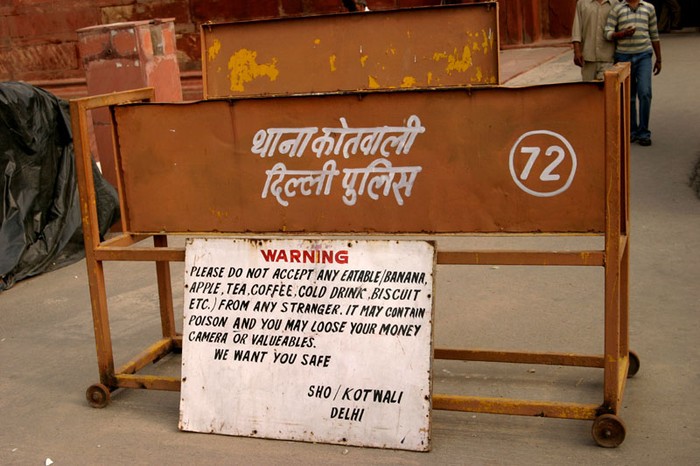 थाना कोतवाली
दिल्ली पुलिस
72
WARNING
PLEASE DO NOT ACCEPT ANY EATABLE/BANANA,
APPLE, TEA, COFFEE, COLD DRINK, BISCUIT
ETC.) FROM ANY STRANGER. IT MAY CONTAIN
POISON AND YOU MAY LOOSE YOUR MONEY
CAMERA OR VALUEABLES.
WE WANT YOU SAFE
SHO/KOTWALI
DELHI